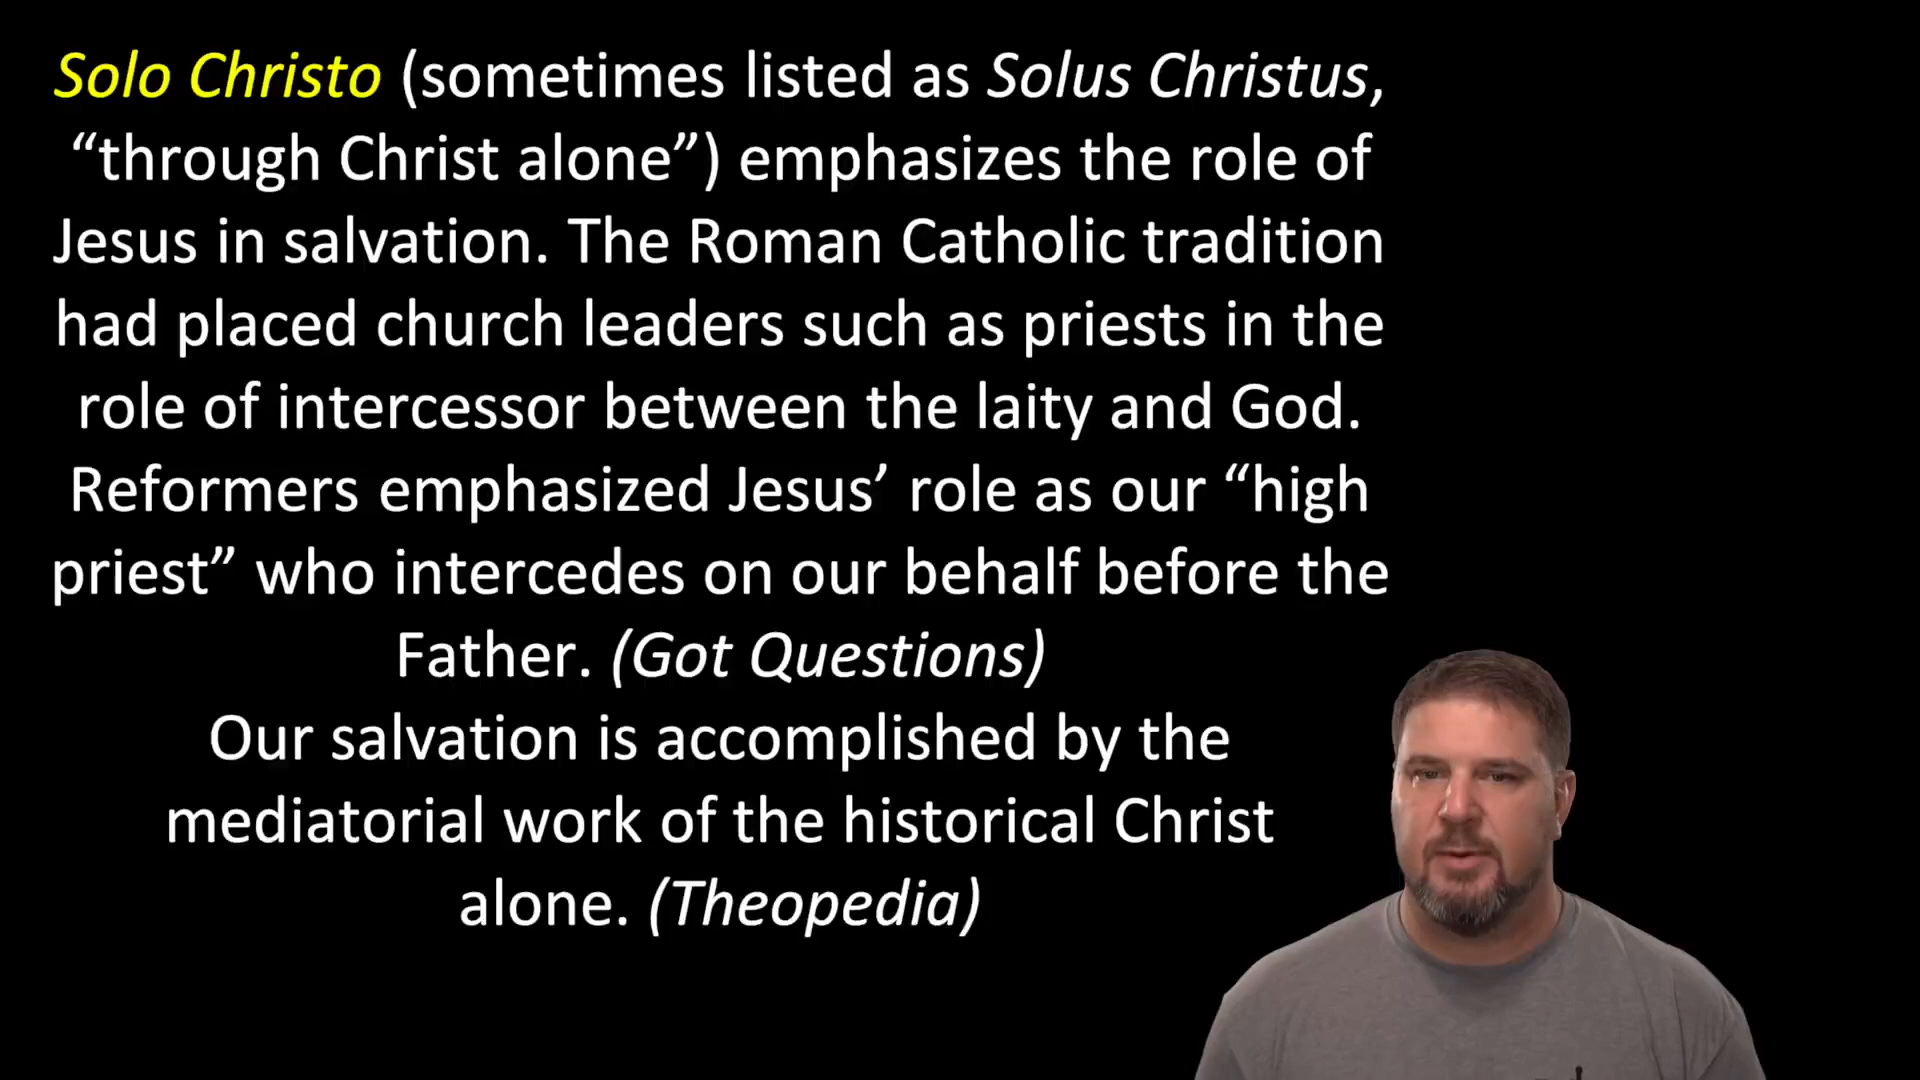 Solo Christo (sometimes listed as Solus Christus,
“through Christ alone”) emphasizes the role of
Jesus in salvation. The Roman Catholic tradition
had placed church leaders such as priests in the
role of intercessor between the laity and God.
Reformers emphasized Jesus’ role as our “high
priest” who intercedes on our behalf before the
Father. (Got Questions)
Our salvation is accomplished by the
mediatorial work of the historical Christ
alone. (Theopedia)